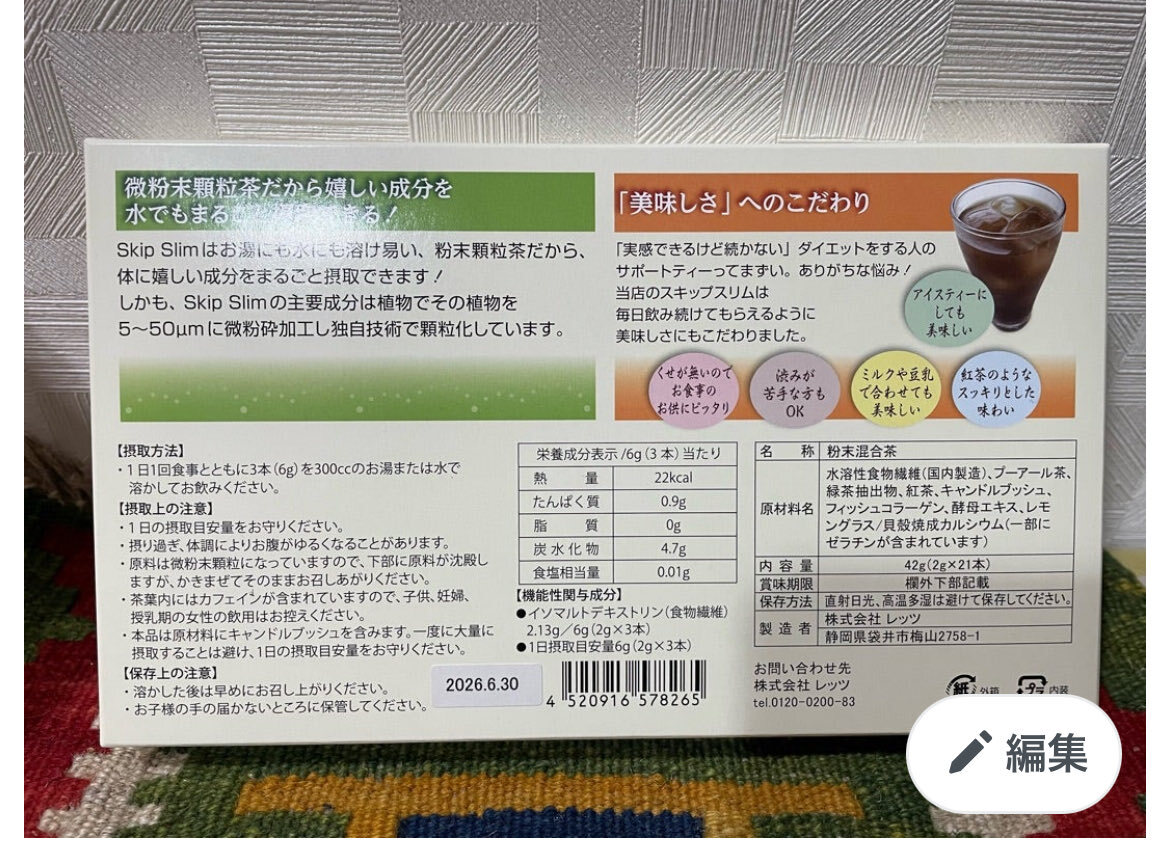 微粉末顆粒茶だから嬉しい成分を
水でもまる
きる!
Skip Slimはお湯にも水にも溶け易い、粉末顆粒茶だから、
体に嬉しい成分をまるごと摂取できます!
しかも、Skip Slimの主要成分は植物でその植物を
5〜50μmに微粉砕加工し独自技術で顆粒化しています。
「美味しさ」へのこだわり
「実感できるけど続かない」ダイエットをする人の
サポートティーってまずい。ありがちな悩み!
当店のスキップスリムは
毎日飲み続けてもらえるように
美味しさにもこだわりました。
アイスティーに
しても
美味しい
くせが無いので
お食事の
お供にピッタリ
渋みが
苦手な方も
OK
ミルクや豆乳
で合わせても
美味しい
紅茶のような
スッキリとした
味わい
【摂取方法】
・1日1回食事とともに3本(6g)を300ccのお湯または水で
溶かしてお飲みください。
【摂取上の注意】
・1日の摂取目安量をお守りください。
・摂り過ぎ、体調によりお腹がゆるくなることがあります。
・原料は微粉末顆粒になっていますので、下部に原料が沈殿し
ますが、かきまぜてそのままお召しあがりください。
・茶葉内にはカフェインが含まれていますので、子供、妊婦、
授乳期の女性の飲用はお控えください。
・本品は原材料にキャンドルブッシュを含みます。一度に大量に
摂取することは避け、1日の摂取目安量をお守りください。
【保存上の注意】
・溶かした後は早めにお召し上がりください。
・お子様の手の届かないところに保管してください。
2026.6.30
栄養成分表示/6g(3本)当たり
熱量 22kcal
たんぱく質 0.9g
脂質 0g
炭水化物 4.7g
食塩相当量 0.01g
【機能性関与成分】
●イソマルトデキストリン(食物繊維)
2.13g/6g(2g×3本)
●1日摂取目安量6g(2g×3本)
4 520916 578265
名称 粉末混合茶
原材料名 水溶性食物繊維(国内製造)、プーアール茶、
緑茶抽出物、紅茶、キャンドルブッシュ、
フィッシュコラーゲン、酵母エキス、レモ
ングラス/貝殻焼成カルシウム(一部に
ゼラチンが含まれています)
内容量 42g(2g×21本)
賞味期限 欄外下部記載
保存方法 直射日光、高温多湿は避けて保存してください。
製造者 株式会社 レッツ
静岡県袋井市梅山2758-1
お問い合わせ先
株式会社 レッツ
tel.0120-0200-83
紙 外箱
プラ 内装
編集